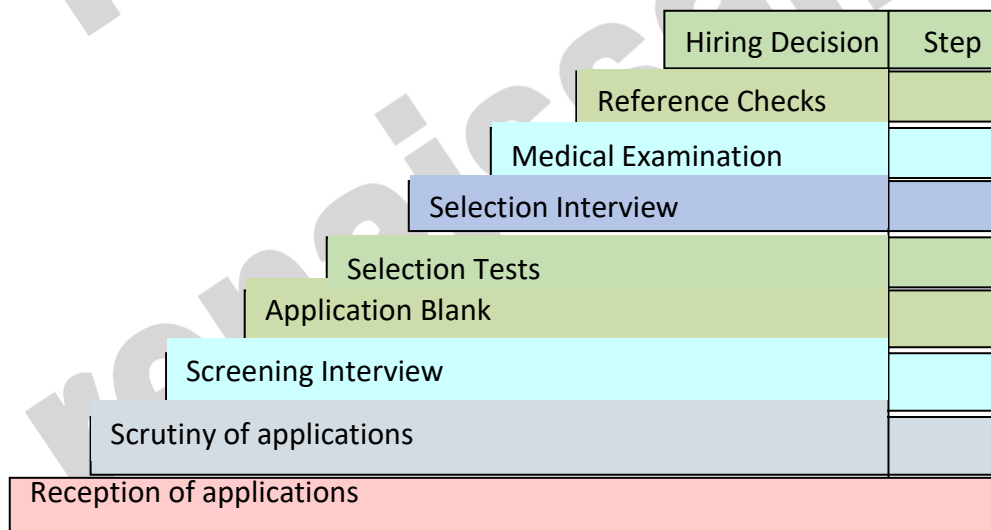 Hiring Decision Step
Reference Checks
Medical Examination
Selection Interview
Selection Tests
Application Blank
Screening Interview
Scrutiny of applications
Reception of applications